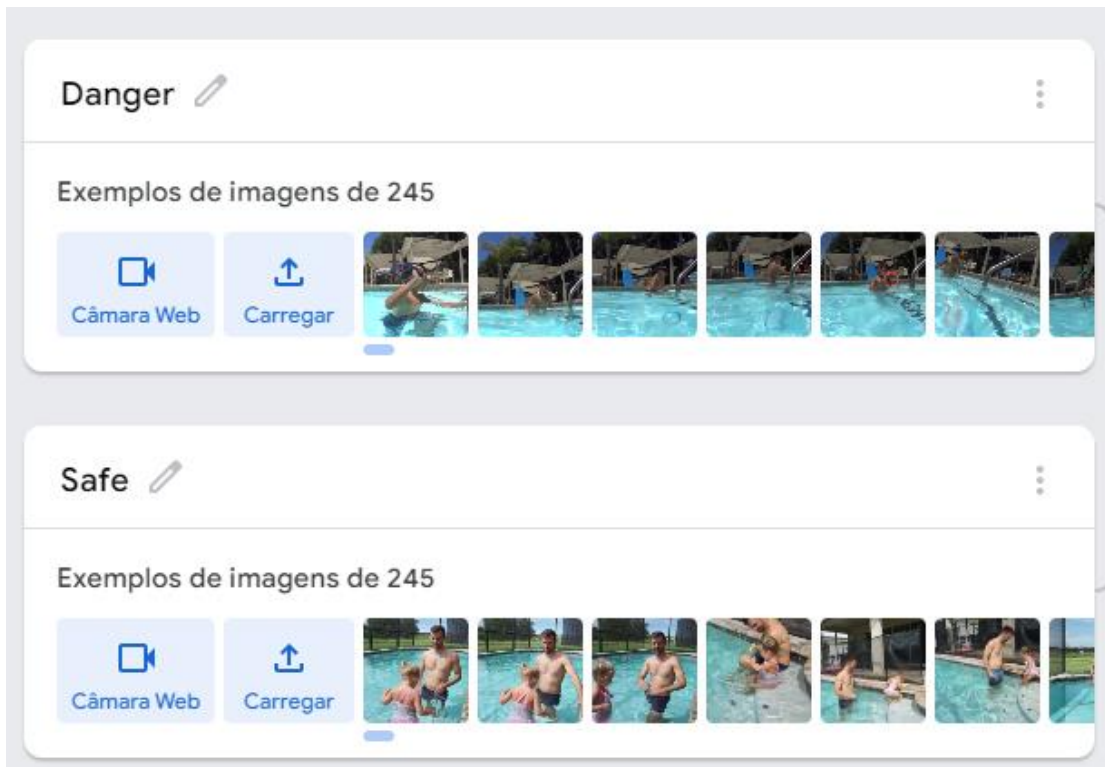 Danger
Exemplos de imagens de 245
Câmara Web
Carregar
Safe
Exemplos de imagens de 245
Câmara Web
Carregar